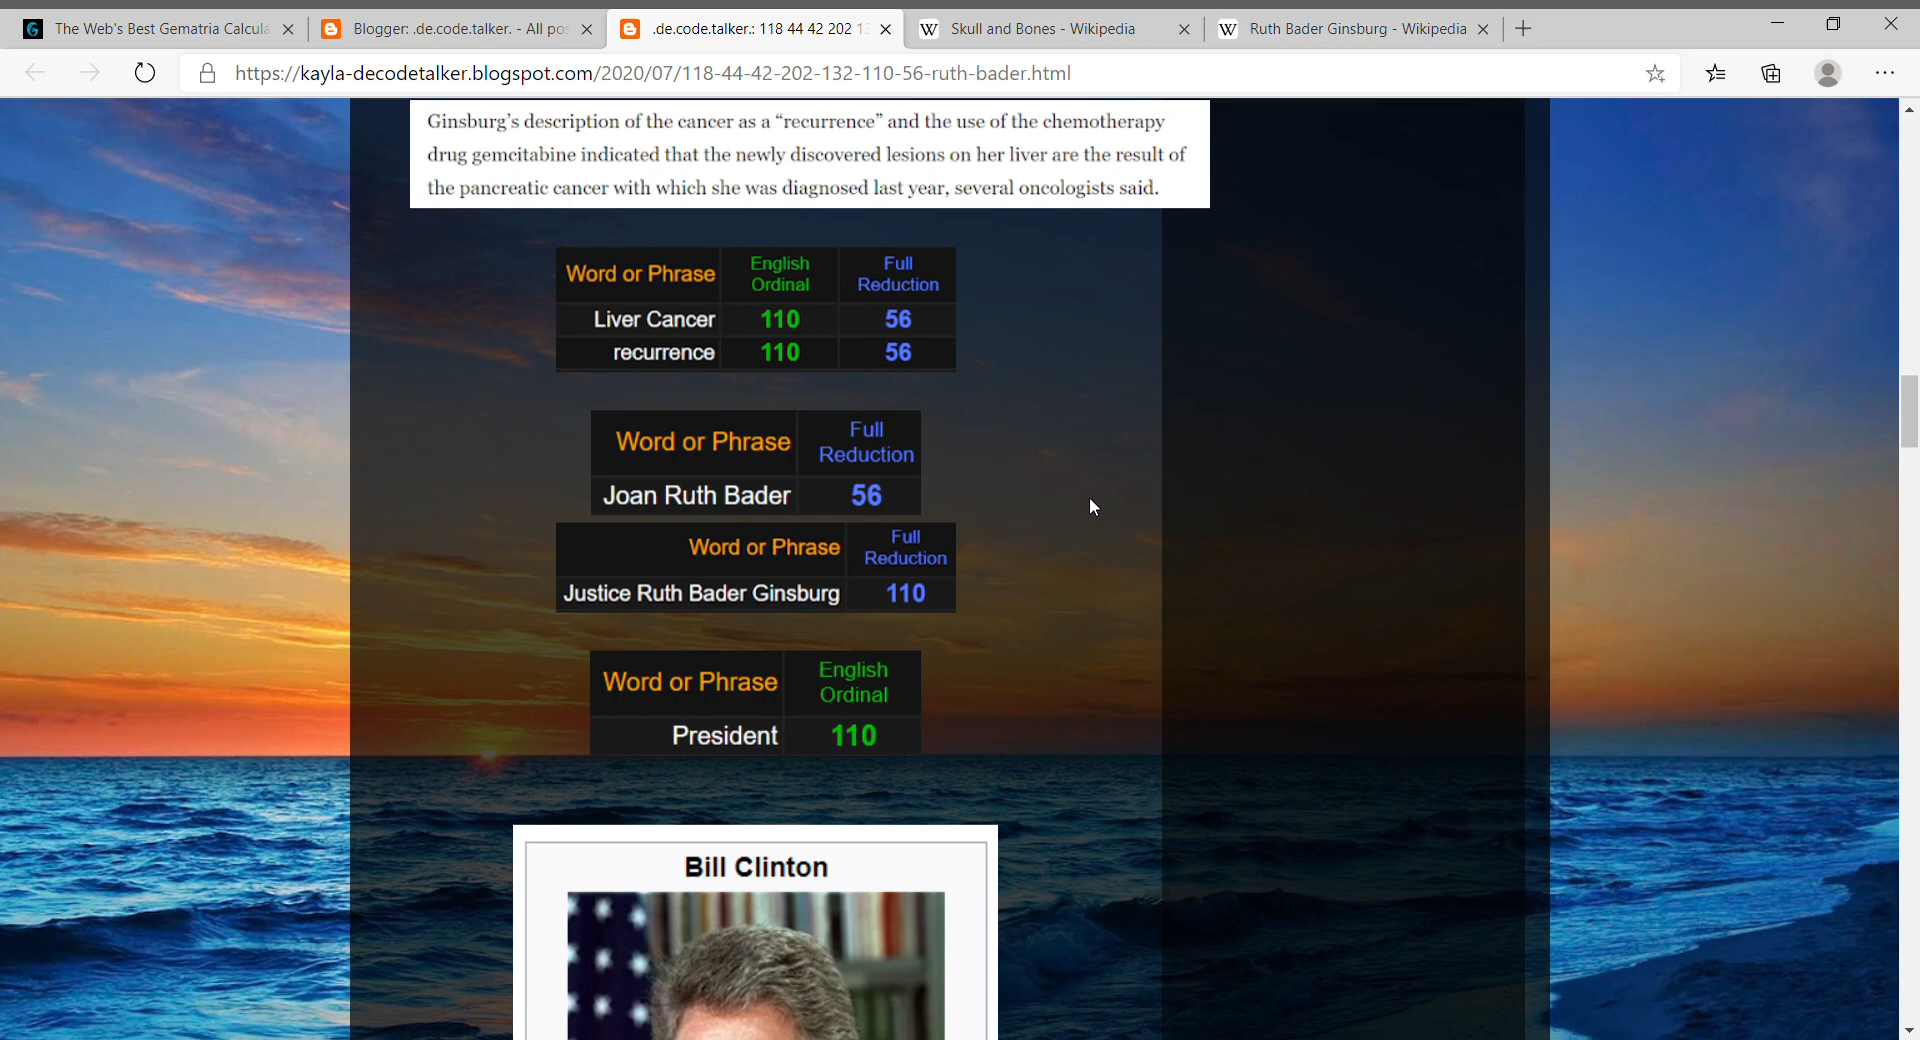 The Web's Best Gematria Calcula
Blogger: .de.code.talker. - All pos
.de.code.talker.: 118 44 42 202 1
Skull and Bones - Wikipedia
Ruth Bader Ginsburg - Wikipedia
https://kayla-decodetalker.blogspot.com/2020/07/118-44-42-202-132-110-56-ruth-bader.html
Ginsburg's description of the cancer as a “recurrence” and the use of the chemotherapy
drug gemcitabine indicated that the newly discovered lesions on her liver are the result of
the pancreatic cancer with which she was diagnosed last year, several oncologists said.
Word or Phrase English Ordinal Full Reduction
Liver Cancer 110 56
recurrence 110 56
Word or Phrase Full Reduction
Joan Ruth Bader 56
Word or Phrase Full Reduction
Justice Ruth Bader Ginsburg 110
Word or Phrase English Ordinal
President 110
Bill Clinton